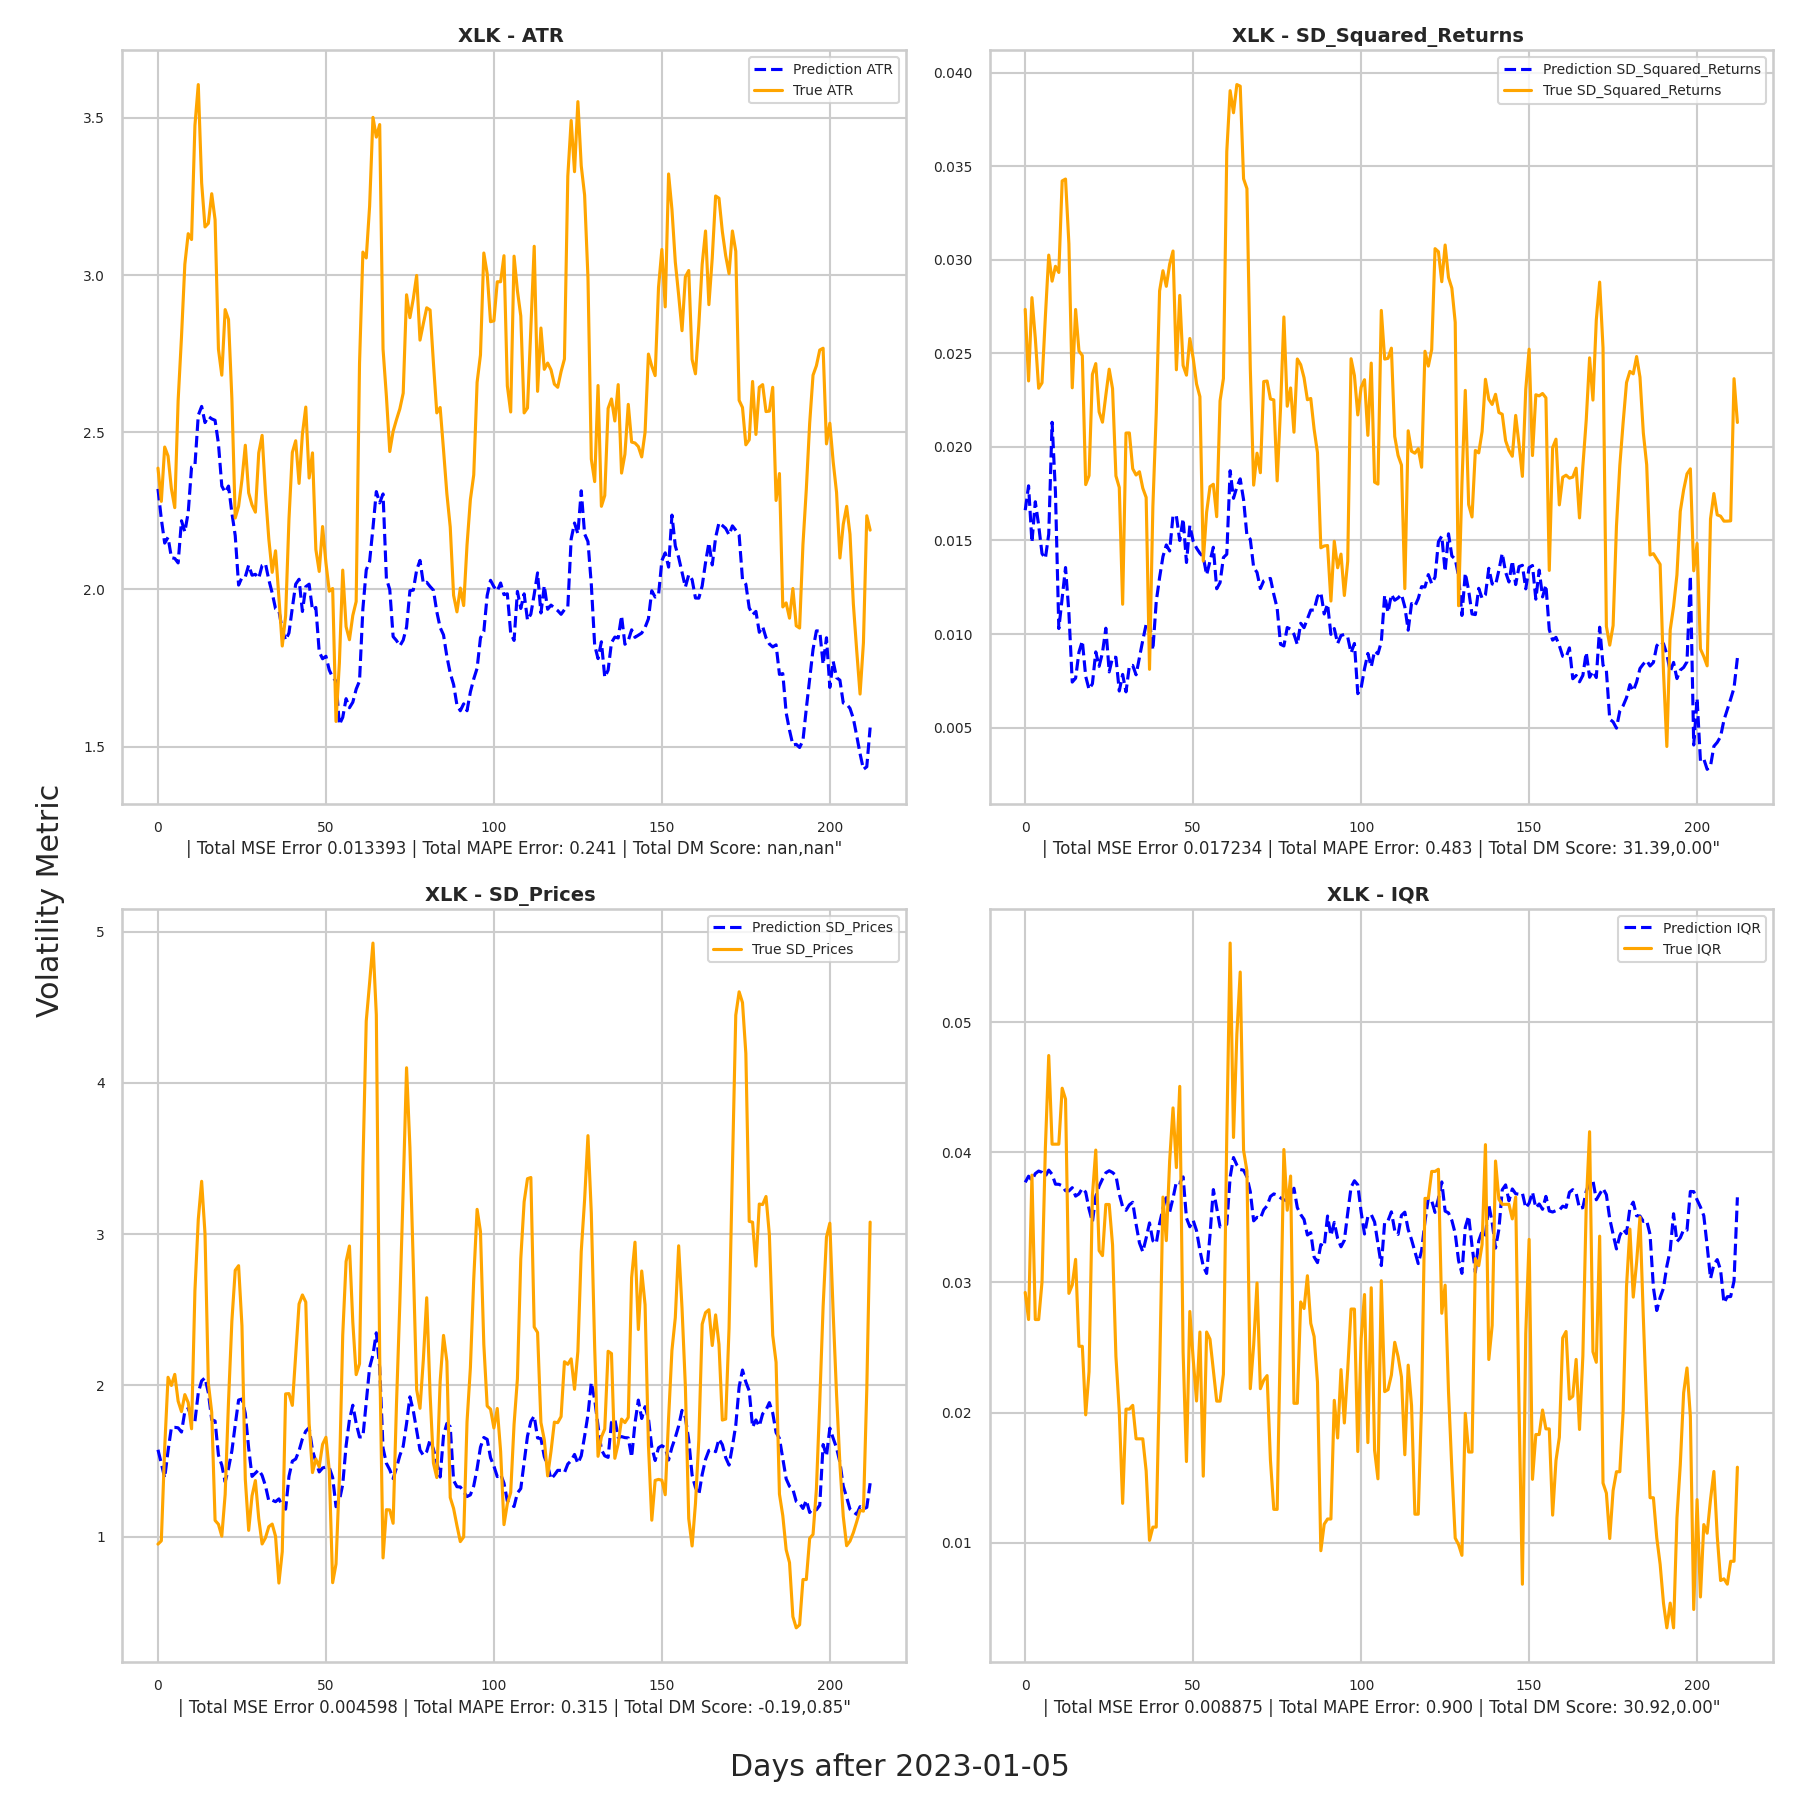 XLK - ATR
Prediction ATR
True ATR
3.5
3.0
2.5
2.0
1.5
0
50
100
150
200
| Total MSE Error 0.013393 | Total MAPE Error: 0.241 | Total DM Score: nan,nan"
XLK - SD_Squared_Returns
Prediction SD_Squared_Returns
True SD_Squared_Returns
0.040
0.035
0.030
0.025
0.020
0.015
0.010
0.005
0
50
100
150
200
| Total MSE Error 0.017234 | Total MAPE Error: 0.483 | Total DM Score: 31.39,0.00"
Volatility Metric
XLK - SD_Prices
Prediction SD_Prices
True SD_Prices
5
4
3
2
1
0
50
100
150
200
| Total MSE Error 0.004598 | Total MAPE Error: 0.315 | Total DM Score: -0.19,0.85"
XLK - IQR
Prediction IQR
True IQR
0.05
0.04
0.03
0.02
0.01
0
50
100
150
200
| Total MSE Error 0.008875 | Total MAPE Error: 0.900 | Total DM Score: 30.92,0.00"
Days after 2023-01-05